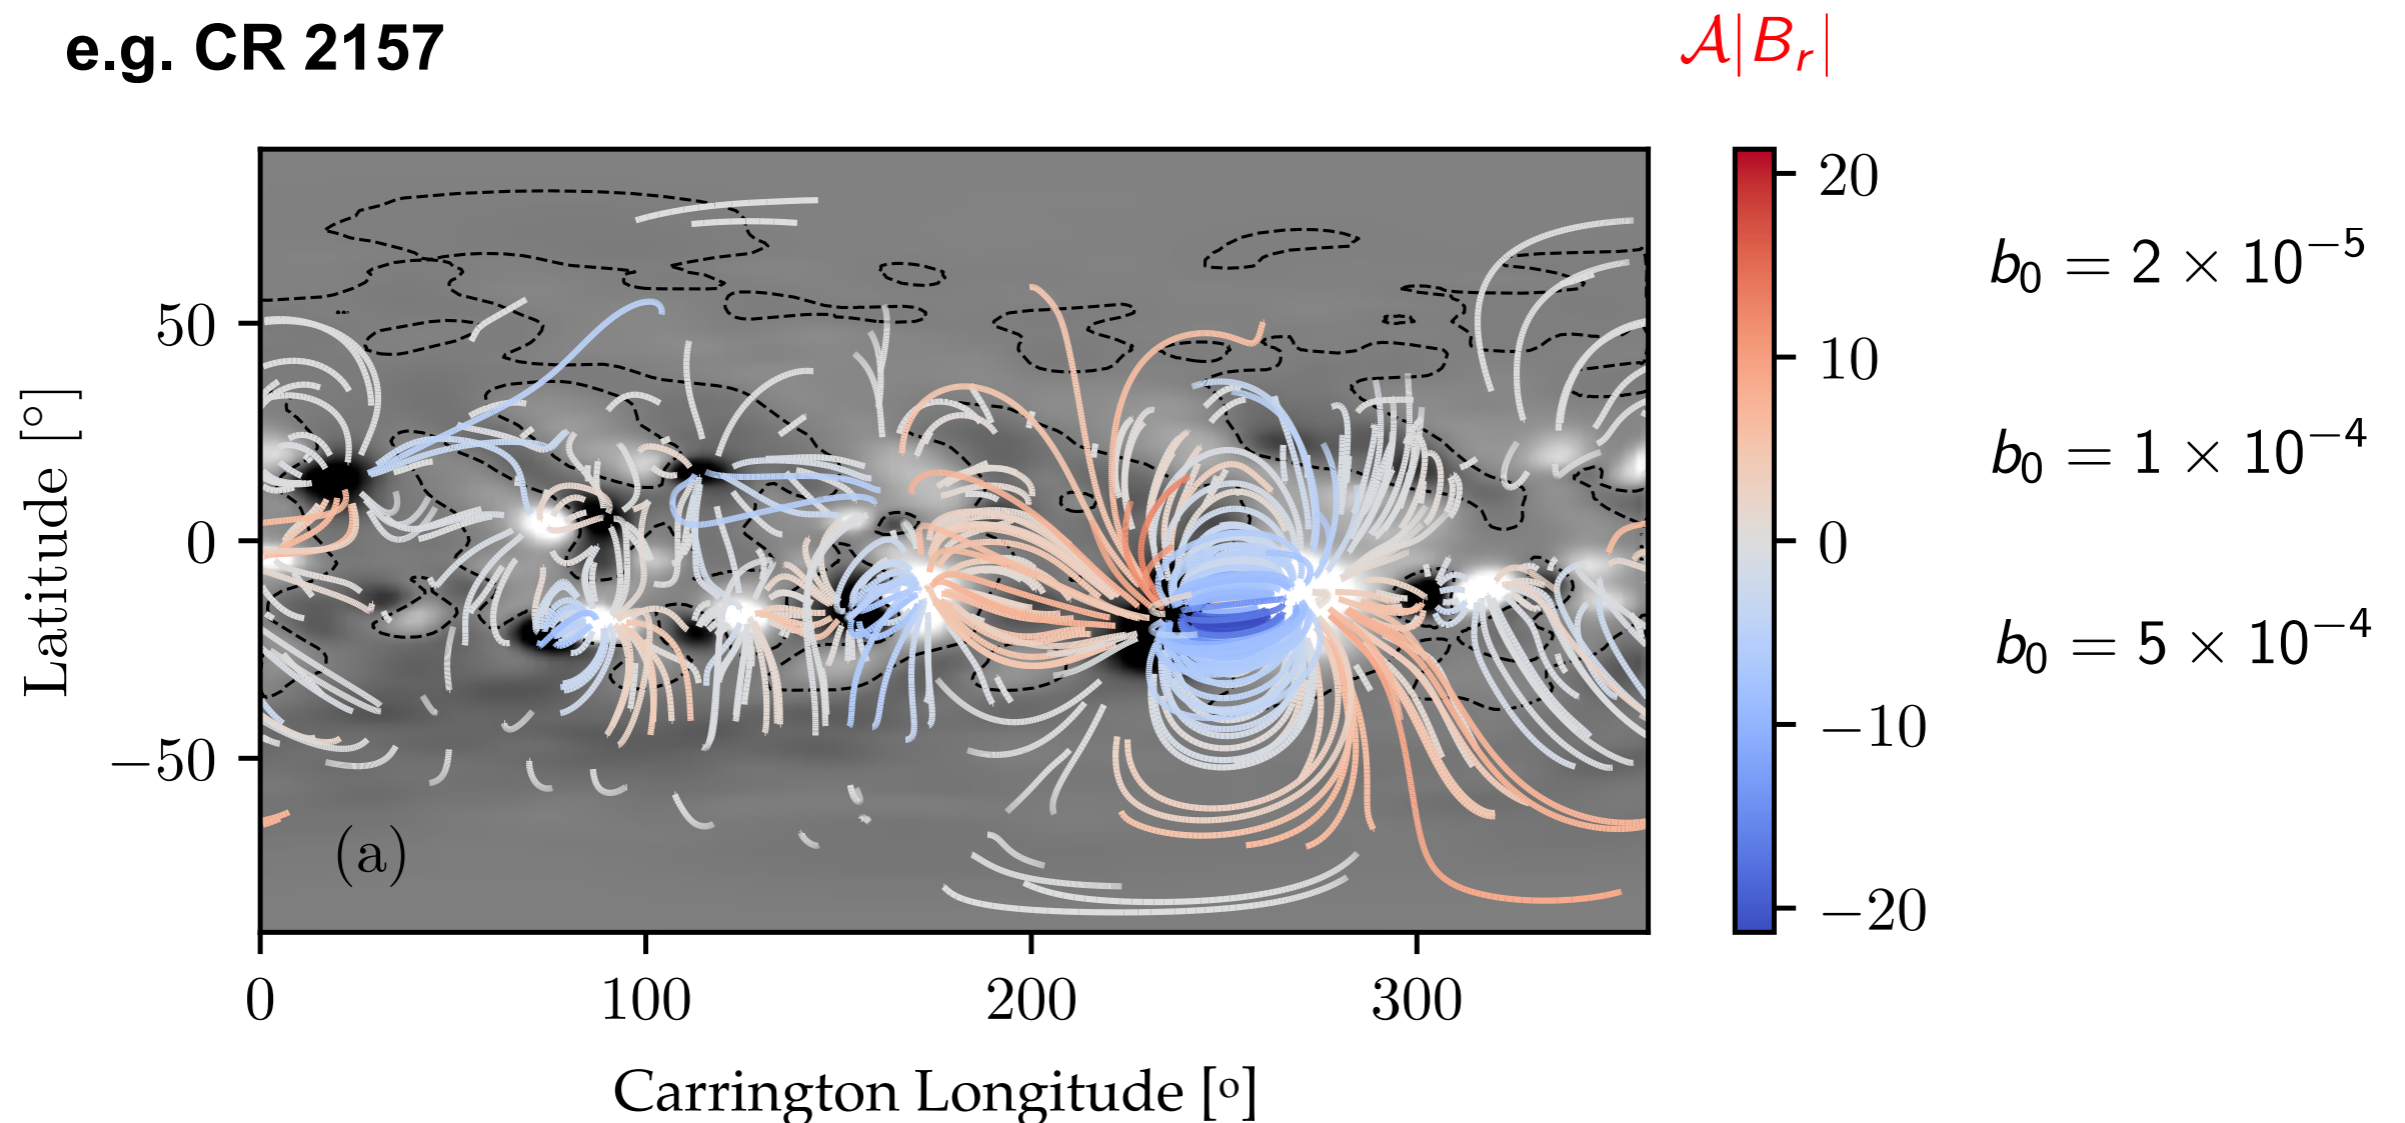 e.g. CR 2157
𝒜|Bᵣ|
Latitude [°]
50
0
−50
(a)
0 100 200 300
Carrington Longitude [º]
20
10
0
−10
−20
b₀ = 2 × 10⁻⁵
b₀ = 1 × 10⁻⁴
b₀ = 5 × 10⁻⁴